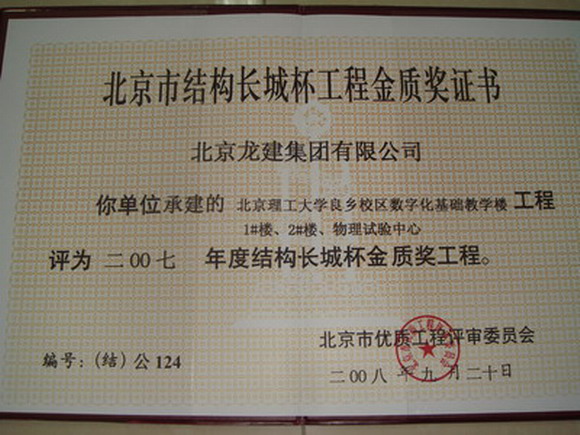 北京市结构长城杯工程金质奖证书
北京龙建集团有限公司
你单位承建的 北京理工大学良乡校区数字化基础教学楼 工程
1#楼、2#楼、物理试验中心
评为 二00七 年度结构长城杯金质奖工程。
北京市优质工程评审委员会
编号:(结)公124
二00八 年 九 月 二十日